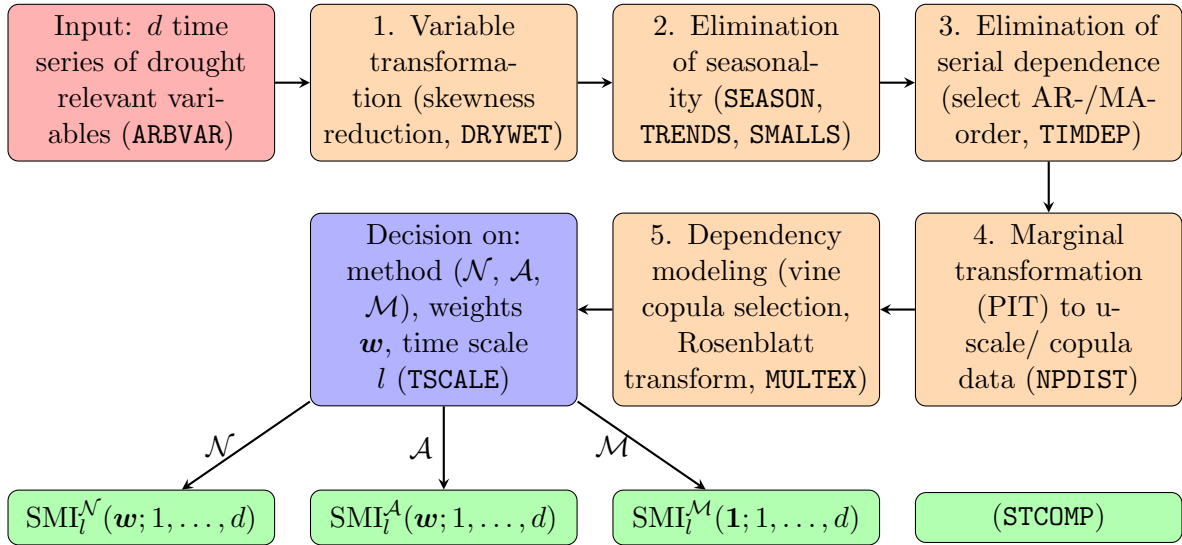 Input: d time
series of drought
relevant vari-
ables (ARBVAR)
1. Variable
transforma-
tion (skewness
reduction, DRYWET)
2. Elimination
of seasonal-
ity (SEASON,
TRENDS, SMALLS)
3. Elimination of
serial dependence
(select AR-/MA-
order, TIMDEP)
4. Marginal
transformation
(PIT) to u-
scale/ copula
data (NPDIST)
5. Dependency
modeling (vine
copula selection,
Rosenblatt
transform, MULTEX)
Decision on:
method (𝒩, 𝒜,
ℳ), weights
𝒘, time scale
l (TSCALE)
𝒩
𝒜
ℳ
SMI_l^𝒩(𝒘; 1, . . . , d)
SMI_l^𝒜(𝒘; 1, . . . , d)
SMI_l^ℳ(𝟏; 1, . . . , d)
(STCOMP)